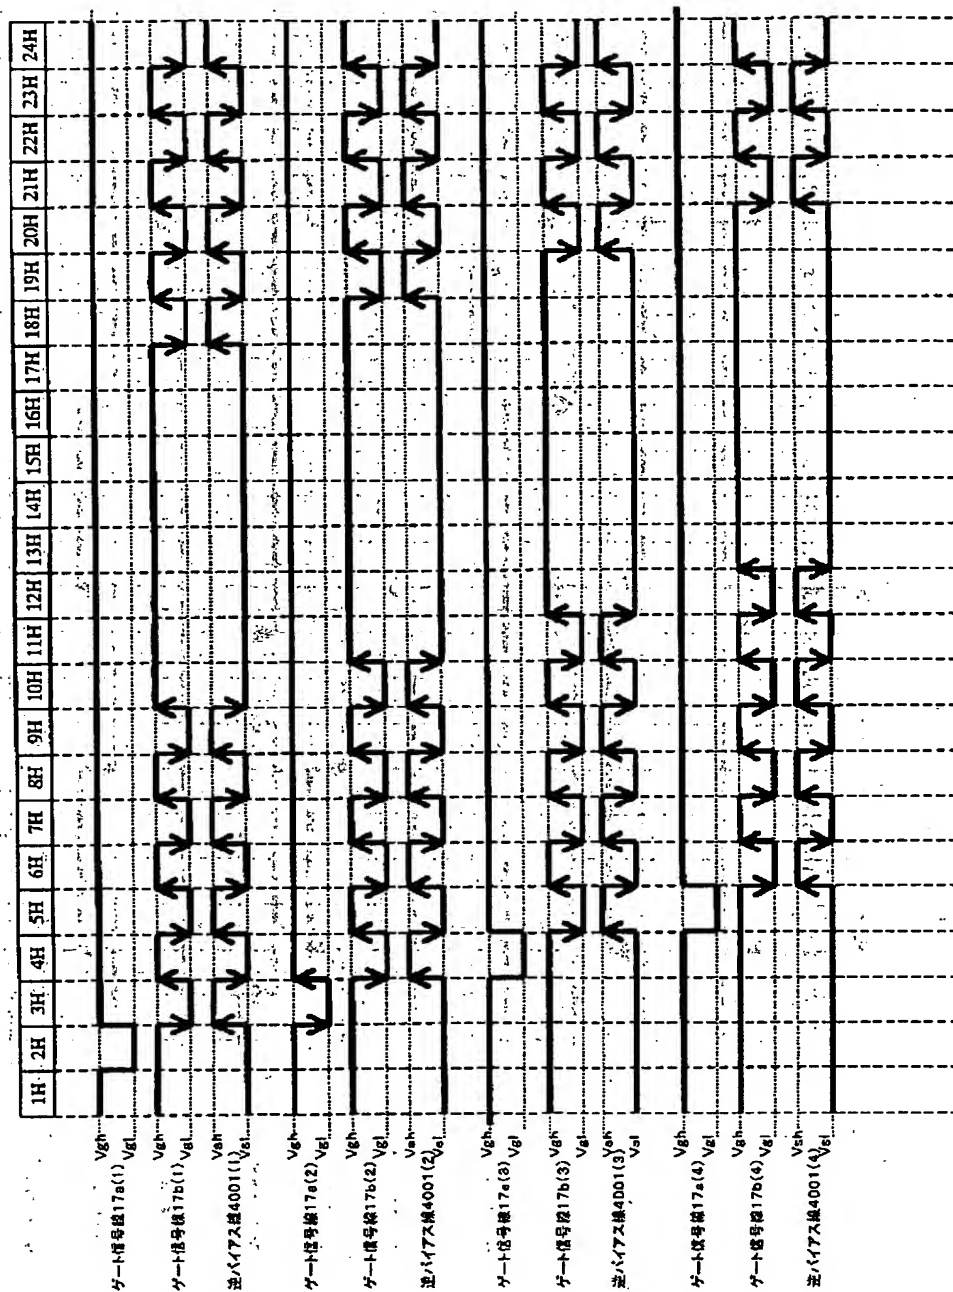 1H 2H 3H 4H 5H 6H 7H 8H 9H 10H 11H 12H 13H 14H 15H 16H 17H 18H 19H 20H 21H 22H 23H 24H
Vgh
ゲート信号線17a(1)
Vgl
Vgh
ゲート信号線17b(1)
Vgl
Vsh
逆バイアス線4001(1)
Vsl
Vgh
ゲート信号線17a(2)
Vgl
Vgh
ゲート信号線17b(2)
Vgl
Vsh
逆バイアス線4001(2)
Vsl
Vgh
ゲート信号線17a(3)
Vgl
Vgh
ゲート信号線17b(3)
Vgl
Vsh
逆バイアス線4001(3)
Vsl
Vgh
ゲート信号線17a(4)
Vgl
Vgh
ゲート信号線17b(4)
Vgl
Vsh
逆バイアス線4001(4)
Vsl